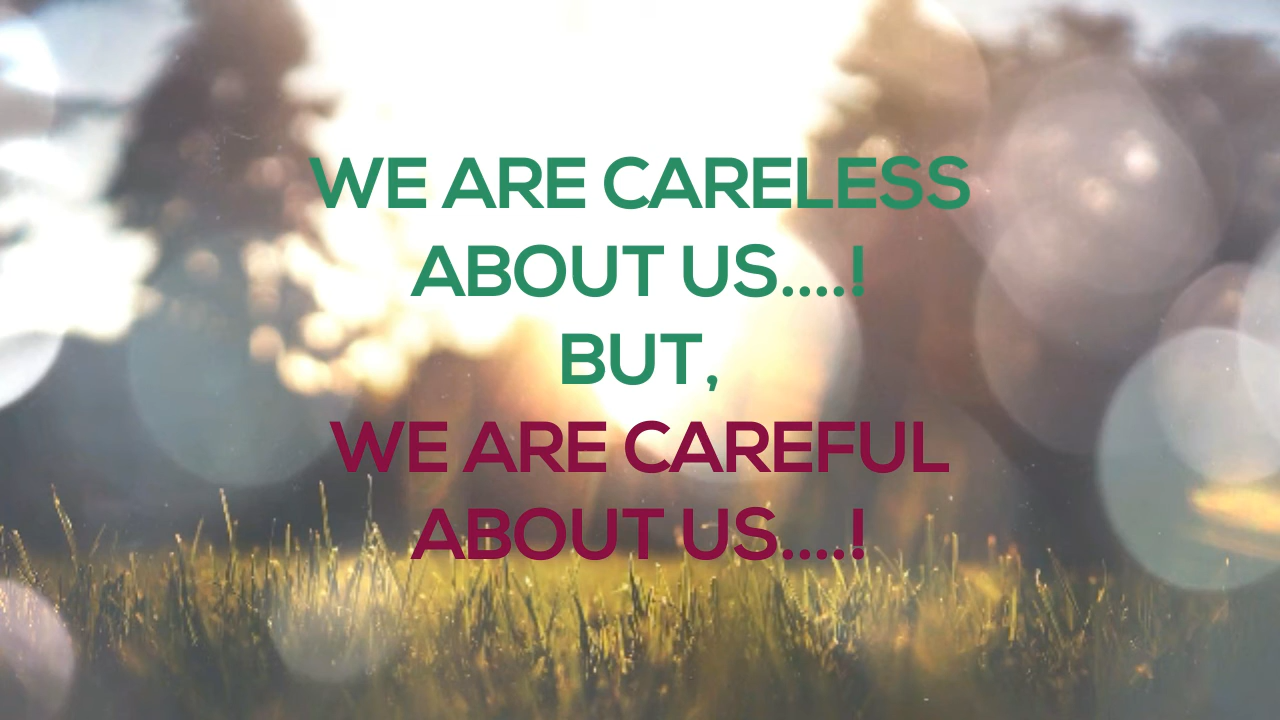 WE ARE CARELESS
ABOUT US....!
BUT,
WE ARE CAREFUL
ABOUT US....!